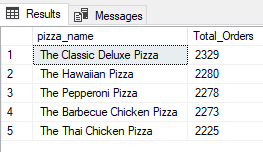 Results Messages
pizza_name Total_Orders
1 The Classic Deluxe Pizza 2329
2 The Hawaiian Pizza 2280
3 The Pepperoni Pizza 2278
4 The Barbecue Chicken Pizza 2273
5 The Thai Chicken Pizza 2225